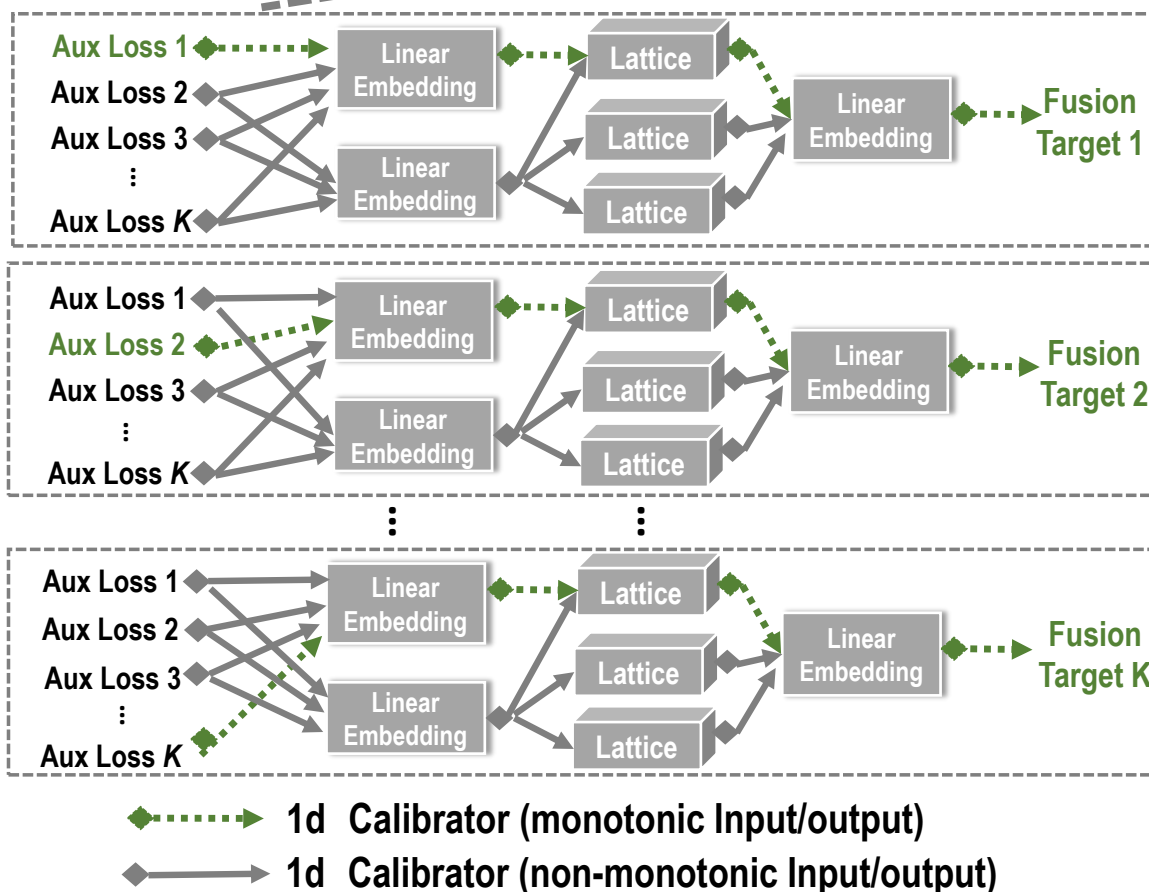 Aux Loss 1
Aux Loss 2
Aux Loss 3
...
Aux Loss K
Linear
Embedding
Linear
Embedding
Lattice
Lattice
Lattice
Linear
Embedding
Fusion
Target 1
Aux Loss 1
Aux Loss 2
Aux Loss 3
...
Aux Loss K
Linear
Embedding
Linear
Embedding
Lattice
Lattice
Lattice
Linear
Embedding
Fusion
Target 2
...
...
Aux Loss 1
Aux Loss 2
Aux Loss 3
...
Aux Loss K
Linear
Embedding
Linear
Embedding
Lattice
Lattice
Lattice
Linear
Embedding
Fusion
Target K
1d Calibrator (monotonic Input/output)
1d Calibrator (non-monotonic Input/output)